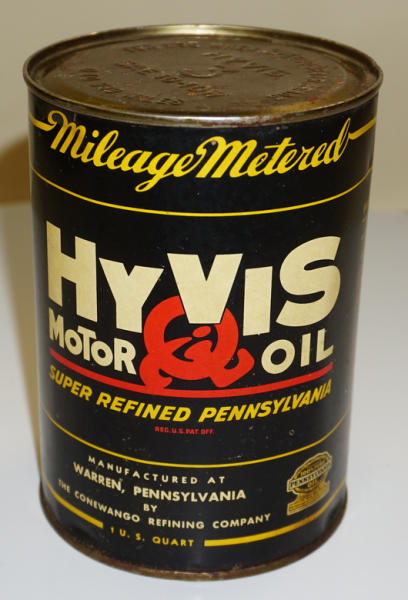 Mileage Metered
HYVIS
MOTOR OIL
SUPER REFINED PENNSYLVANIA
REG. U.S. PAT. OFF.
MANUFACTURED AT
WARREN, PENNSYLVANIA
BY
THE CONEWANGO REFINING COMPANY
1 U. S. QUART
PENNSYLVANIA